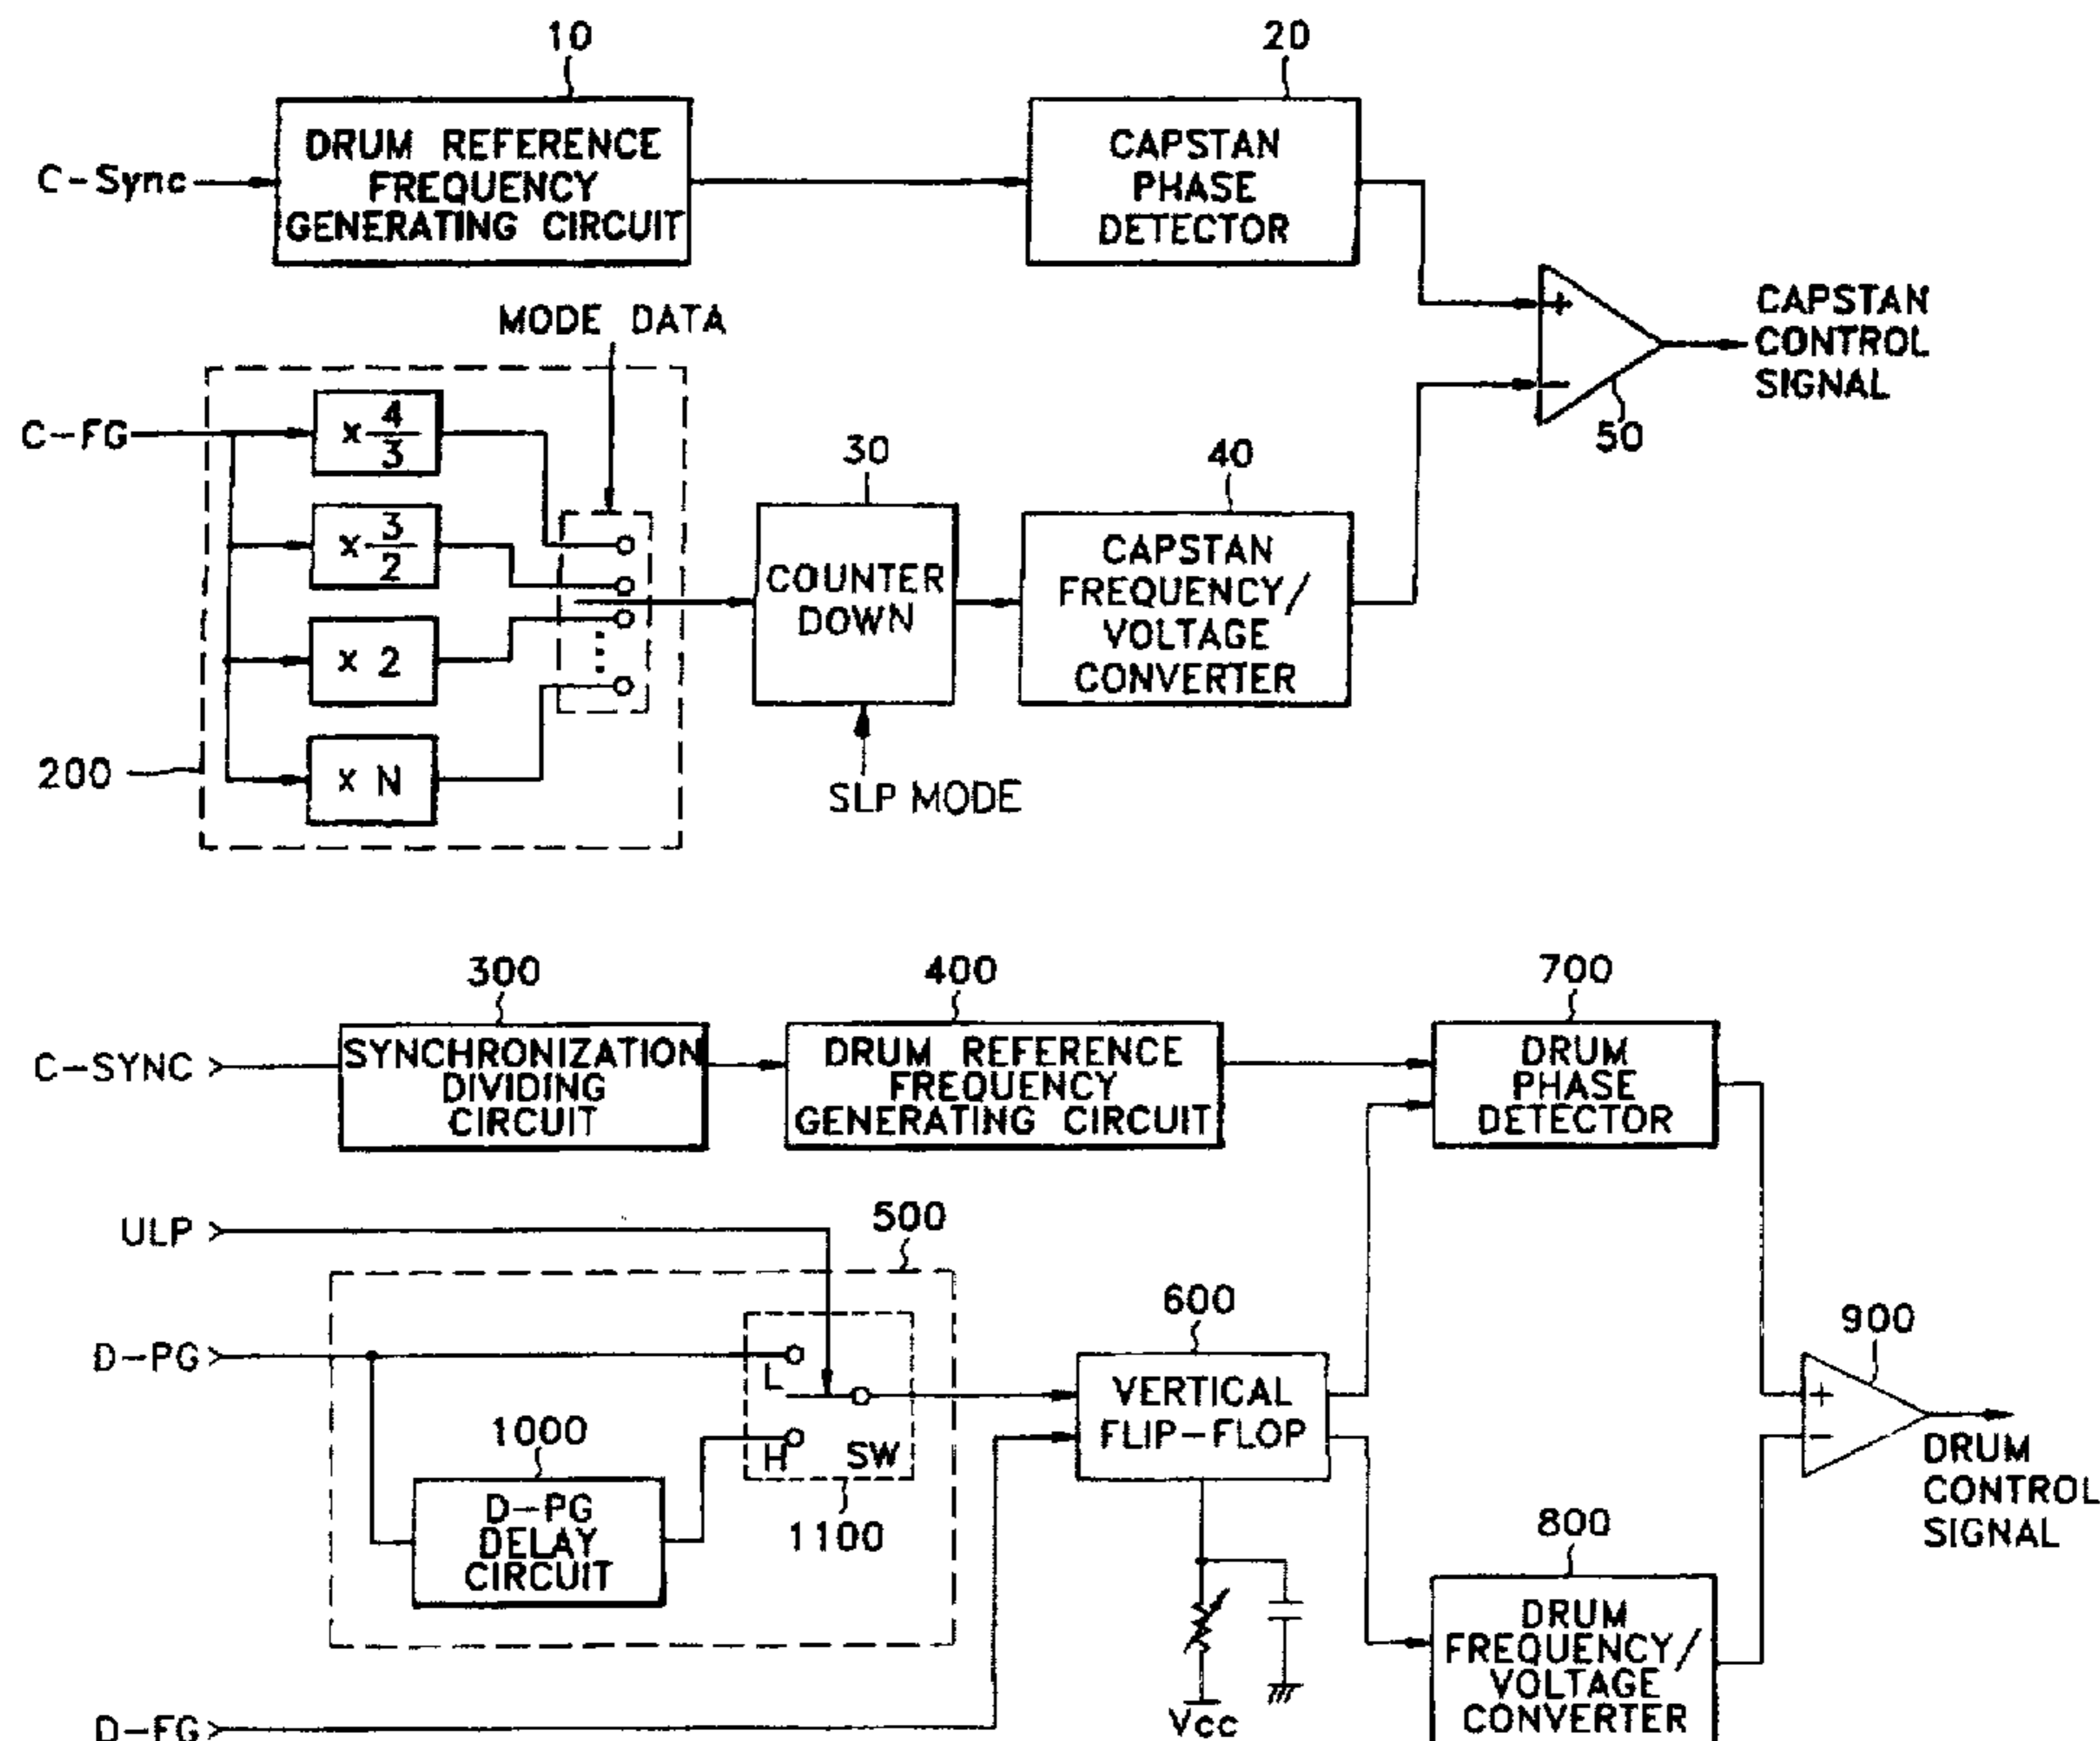 10
20
DRUM REFERENCE
FREQUENCY
GENERATING CIRCUIT
C-Sync
CAPSTAN
PHASE
DETECTOR
MODE DATA
+
−
CAPSTAN
CONTROL
SIGNAL
50
C-FG
x 4/3
x 3/2
x 2
x N
200
30
COUNTER
DOWN
SLP MODE
40
CAPSTAN
FREQUENCY/
VOLTAGE
CONVERTER
300
400
700
C-SYNC
SYNCHRONIZATION
DIVIDING
CIRCUIT
DRUM REFERENCE
FREQUENCY
GENERATING CIRCUIT
DRUM
PHASE
DETECTOR
ULP
500
D-PG
L
H
SW
1100
1000
D-PG
DELAY
CIRCUIT
600
VERTICAL
FLIP-FLOP
Vcc
900
+
−
DRUM
CONTROL
SIGNAL
800
DRUM
FREQUENCY/
VOLTAGE
CONVERTER
D-FG